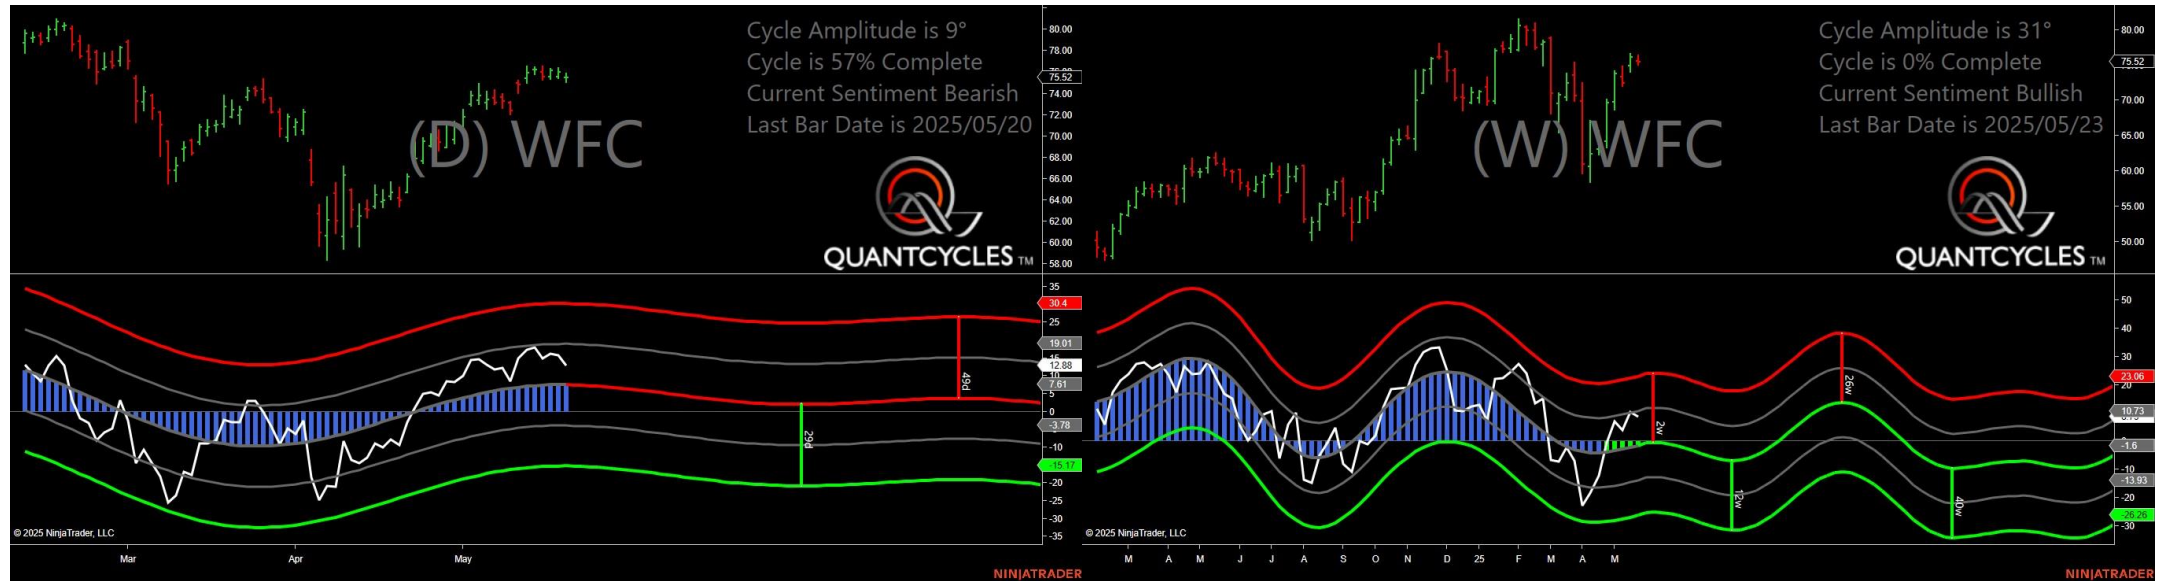 Cycle Amplitude is 9°
Cycle is 57% Complete
Current Sentiment Bearish
Last Bar Date is 2025/05/20
(D) WFC
QUANTCYCLES TM
80.00
78.00
75.52
74.00
72.00
70.00
68.00
66.00
64.00
62.00
60.00
58.00
35
30.4
25
19.01
15
12.88
10
7.61
5
0
-3.78
-10
-15.17
-20
-25
-30
-35
49d
29d
© 2025 NinjaTrader, LLC
Mar Apr May
NINJATRADER
Cycle Amplitude is 31°
Cycle is 0% Complete
Current Sentiment Bullish
Last Bar Date is 2025/05/23
(W) WFC
QUANTCYCLES TM
80.00
75.52
70.00
65.00
60.00
55.00
50.00
50
40
30
23.06
20
10.73
-1.6
-10
-13.93
-20
-26.26
-30
2w
26w
12w
40w
© 2025 NinjaTrader, LLC
M A M J J A S O N D 25 F M A M
NINJATRADER